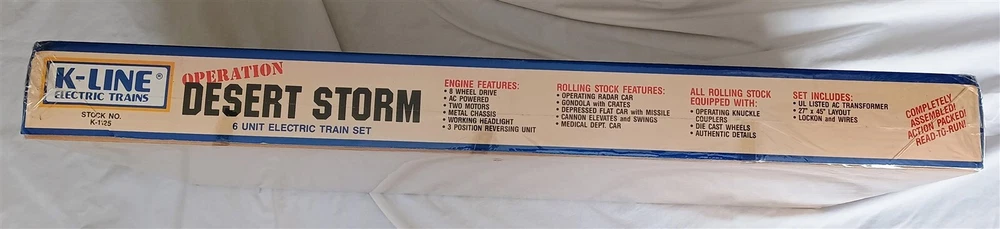 K-LINE®
ELECTRIC TRAINS
STOCK NO.
OPERATION
DESERT STORM
6 UNIT ELECTRIC TRAIN SET
ENGINE FEATURES:
• 8 WHEEL DRIVE
• AC POWERED
• TWO MOTORS
• METAL CHASSIS
• WORKING HEADLIGHT
• 3 POSITION REVERSING UNIT
ROLLING STOCK FEATURES:
• OPERATING RADAR CAR
• GONDOLA with CRATES
• DEPRESSED FLAT CAR with MISSILE
• CANNON ELEVATES and SWINGS
• MEDICAL DEPT. CAR
ALL ROLLING STOCK
EQUIPPED WITH:
• OPERATING KNUCKLE
COUPLERS
• DIE CAST WHEELS
• AUTHENTIC DETAILS
SET INCLUDES:
• UL LISTED AC TRANSFORMER
• 27" x 45" LAYOUT
• LOCKON and WIRES
COMPLETELY
ASSEMBLED!
ACTION PACKED!
READ-TO-RUN!